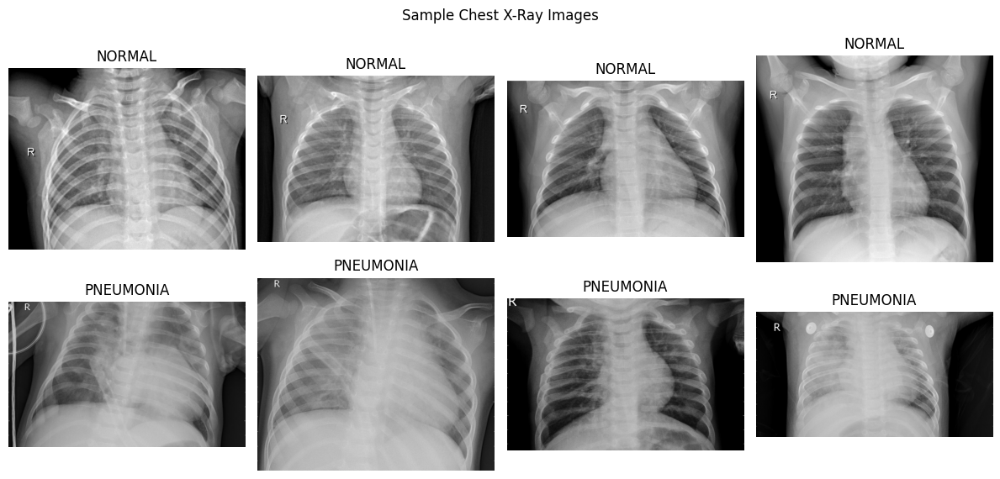 Sample Chest X-Ray Images
NORMAL
NORMAL
NORMAL
NORMAL
R
R
R
R
PNEUMONIA
PNEUMONIA
PNEUMONIA
PNEUMONIA
R
R
R
R